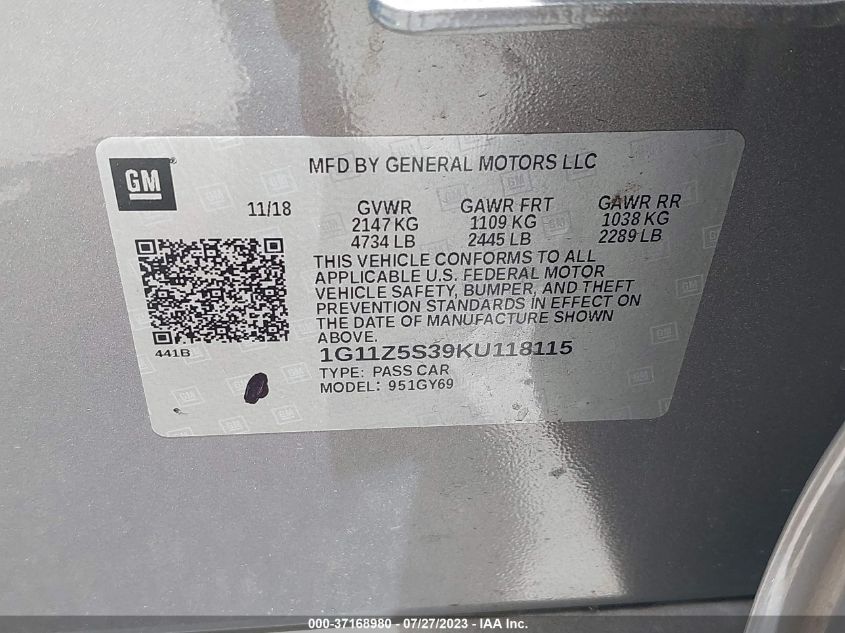 MFD BY GENERAL MOTORS LLC
GM
11/18
GVWR GAWR FRT GAWR RR
2147 KG 1109 KG 1038 KG
4734 LB 2445 LB 2289 LB
THIS VEHICLE CONFORMS TO ALL
APPLICABLE U.S. FEDERAL MOTOR
VEHICLE SAFETY, BUMPER, AND THEFT
PREVENTION STANDARDS IN EFFECT ON
THE DATE OF MANUFACTURE SHOWN
ABOVE.
441B
1G11Z5S39KU118115
TYPE: PASS CAR
MODEL: 951GY69
000-37168980 - 07/27/2023 - IAA Inc.